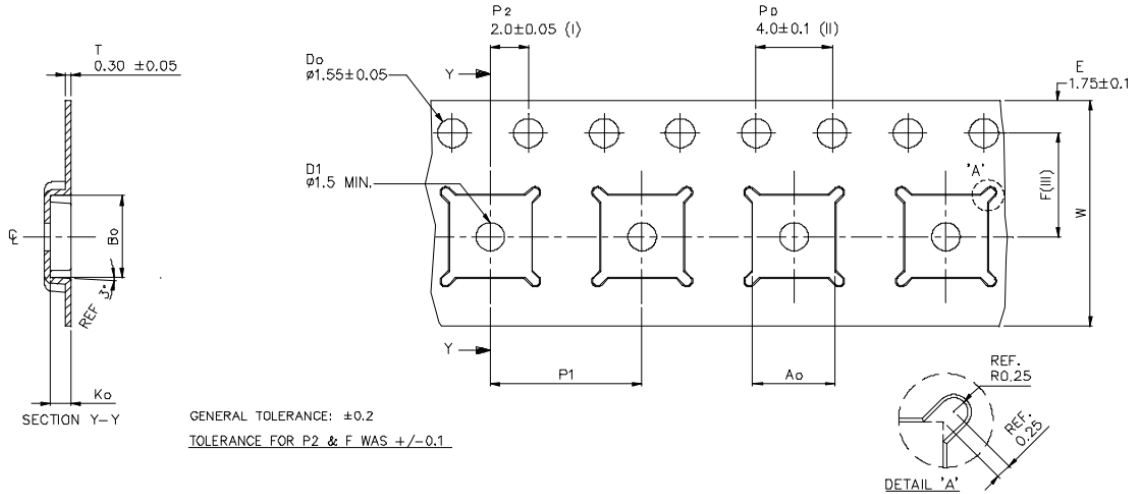 P2
2.0±0.05 (I)
PD
4.0±0.1 (II)
T
0.30 ±0.05
Y
Do
ø1.55±0.05
E
1.75±0.1
D1
ø1.5 MIN.
'A'
F(III)
W
Bo
REF 3°
Y
P1
Ao
Ko
SECTION Y-Y
REF.
R0.25
REF.
0.25
GENERAL TOLERANCE: ±0.2
TOLERANCE FOR P2 & F WAS +/-0.1
DETAIL 'A'